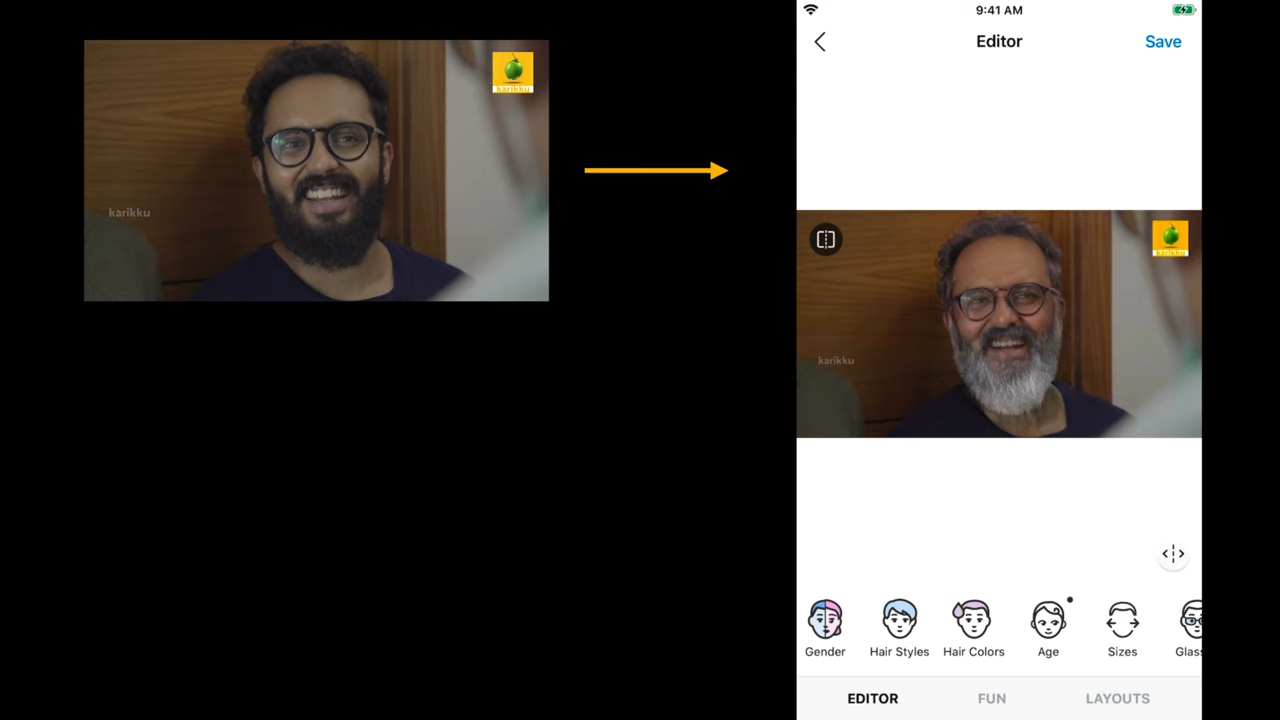 karikku
karikku
9:41 AM
Editor
Save
karikku
karikku
Gender
Hair Styles
Hair Colors
Age
Sizes
Glas
EDITOR
FUN
LAYOUTS